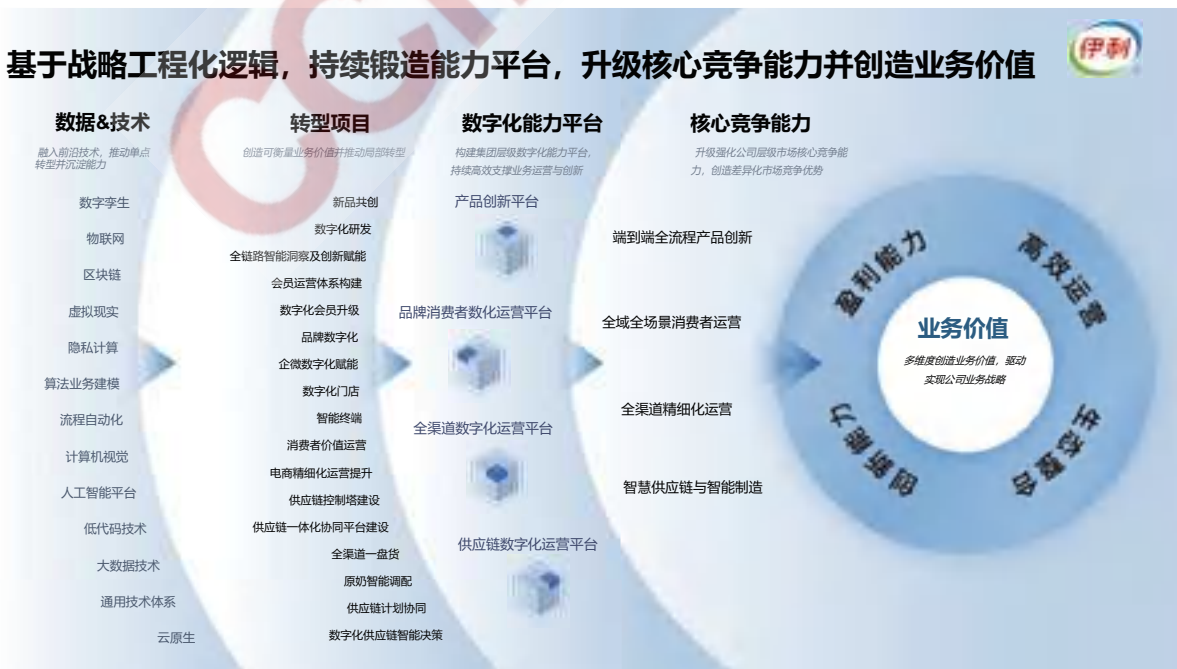 基于战略工程化逻辑，持续锻造能力平台，升级核心竞争能力并创造业务价值
伊利
数据&技术
融入前沿技术，推动单点
转型并沉淀能力
数字孪生
物联网
区块链
虚拟现实
隐私计算
算法业务建模
流程自动化
计算机视觉
人工智能平台
低代码技术
大数据技术
通用技术体系
云原生
转型项目
创造可衡量业务价值并推动局部转型
新品共创
数字化研发
全链路智能洞察及创新赋能
会员运营体系构建
数字化会员升级
品牌数字化
企微数字化赋能
数字化门店
智能终端
消费者价值运营
电商精细化运营提升
供应链控制塔建设
供应链一体化协同平台建设
全渠道一盘货
原奶智能调配
供应链计划协同
数字化供应链智能决策
数字化能力平台
构建集团层级数字化能力平台，
持续高效支撑业务运营与创新
产品创新平台
品牌消费者数化运营平台
全渠道数字化运营平台
供应链数字化运营平台
核心竞争能力
升级强化公司层级市场核心竞争能
力，创造差异化市场竞争优势
端到端全流程产品创新
全域全场景消费者运营
全渠道精细化运营
智慧供应链与智能制造
盈利能力
高效运营
业务价值
多维度创造业务价值，驱动
实现公司业务战略
创新能力
生态整合